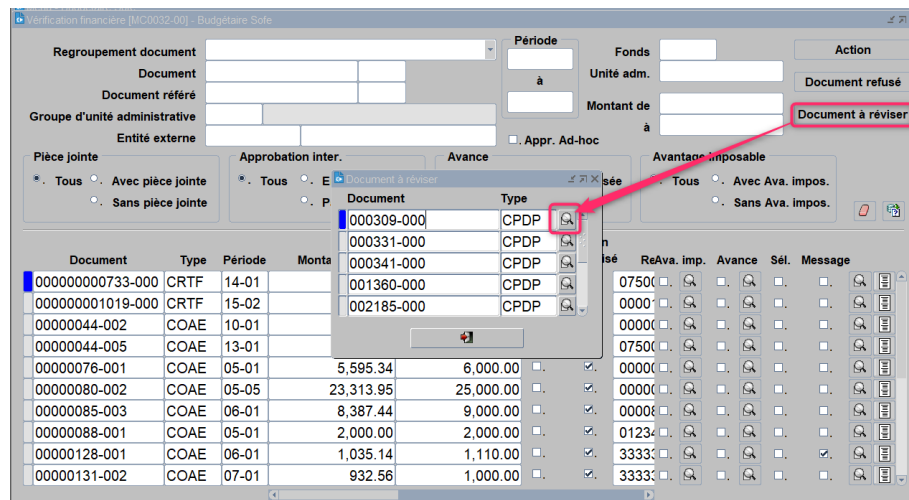 Vérification financière [MC0032-00] - Budgétaire Sofe
Regroupement document
Période
Fonds
Action
Document
à
Unité adm.
Document refusé
Document référé
Montant de
Document à réviser
Groupe d'unité administrative
à
Entité externe
Appr. Ad-hoc
Pièce jointe
Approbation inter.
Avance
Avantage imposable
Tous
Avec pièce jointe
Tous
Tous
Avec Ava. impos.
Sans pièce jointe
Sans Ava. impos.
Document à réviser
Document Type
000309-000 CPDP
000331-000 CPDP
000341-000 CPDP
001360-000 CPDP
002185-000 CPDP
Document Type Période Ava. imp. Avance Sél. Message
000000000733-000 CRTF 14-01
000000001019-000 CRTF 15-02
00000044-002 COAE 10-01
00000044-005 COAE 13-01
00000076-001 COAE 05-01 5,595.34 6,000.00
00000080-002 COAE 05-05 23,313.95 25,000.00
00000085-003 COAE 06-01 8,387.44 9,000.00
00000088-001 COAE 05-01 2,000.00 2,000.00
00000128-001 COAE 06-01 1,035.14 1,110.00
00000131-002 COAE 07-01 932.56 1,000.00